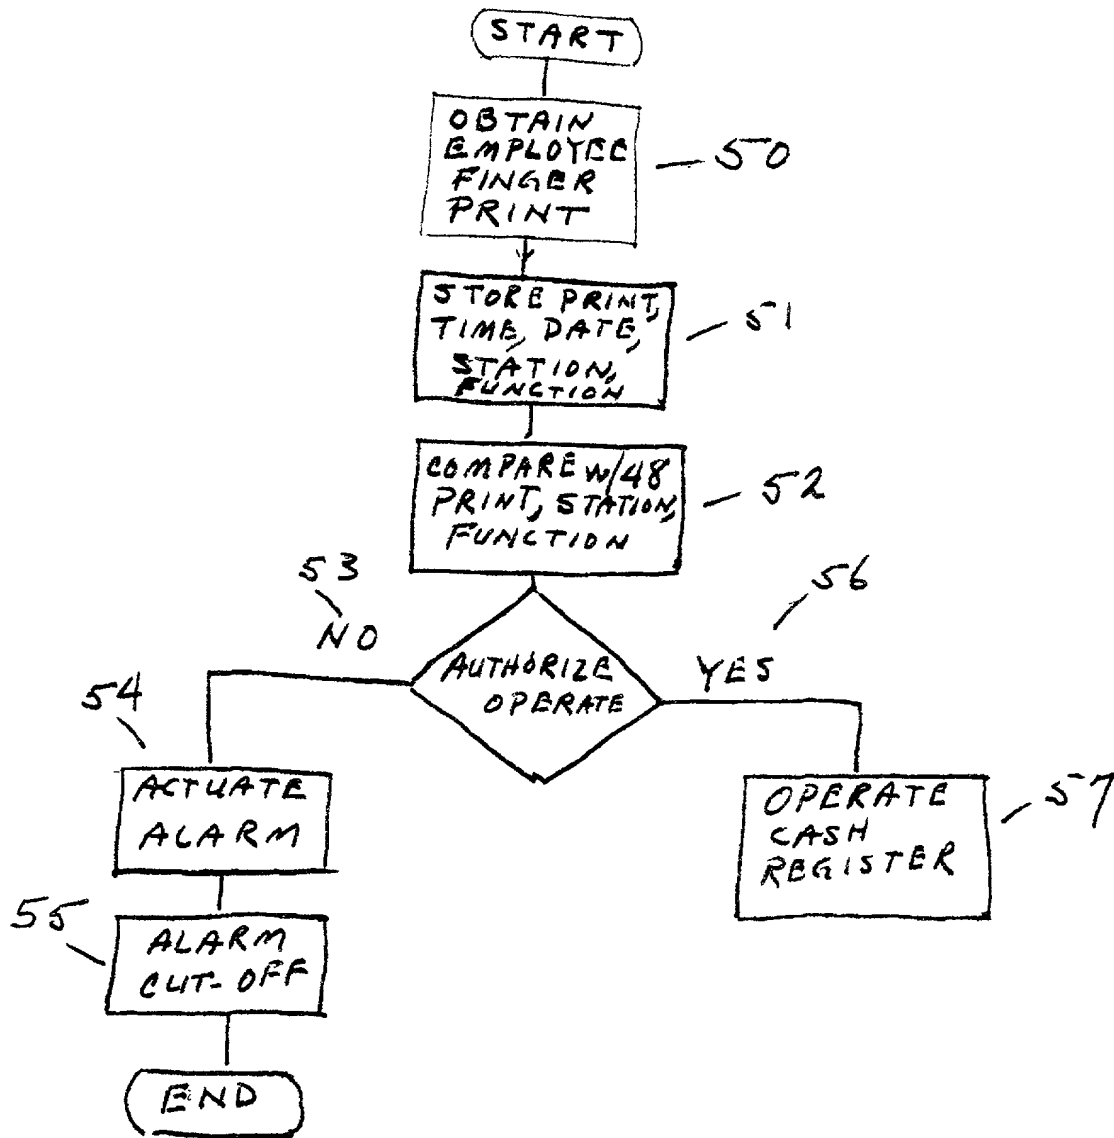 START
OBTAIN
EMPLOYEE
FINGER
PRINT
50
STORE PRINT,
TIME, DATE,
STATION,
FUNCTION
51
COMPARE W/48
PRINT, STATION,
FUNCTION
52
53
NO
AUTHORIZE
OPERATE
56
YES
54
ACTUATE
ALARM
OPERATE
CASH
REGISTER
57
55
ALARM
CUT-OFF
END